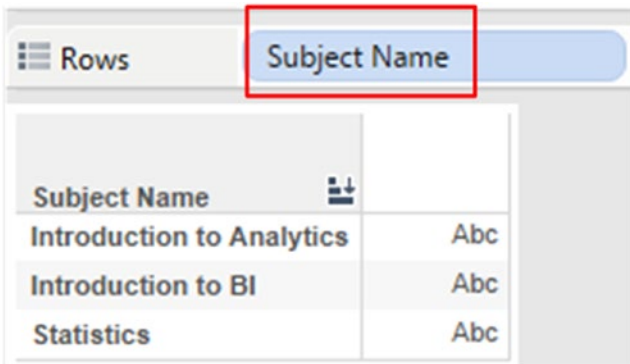 Rows Subject Name
Subject Name
Introduction to Analytics Abc
Introduction to BI Abc
Statistics Abc